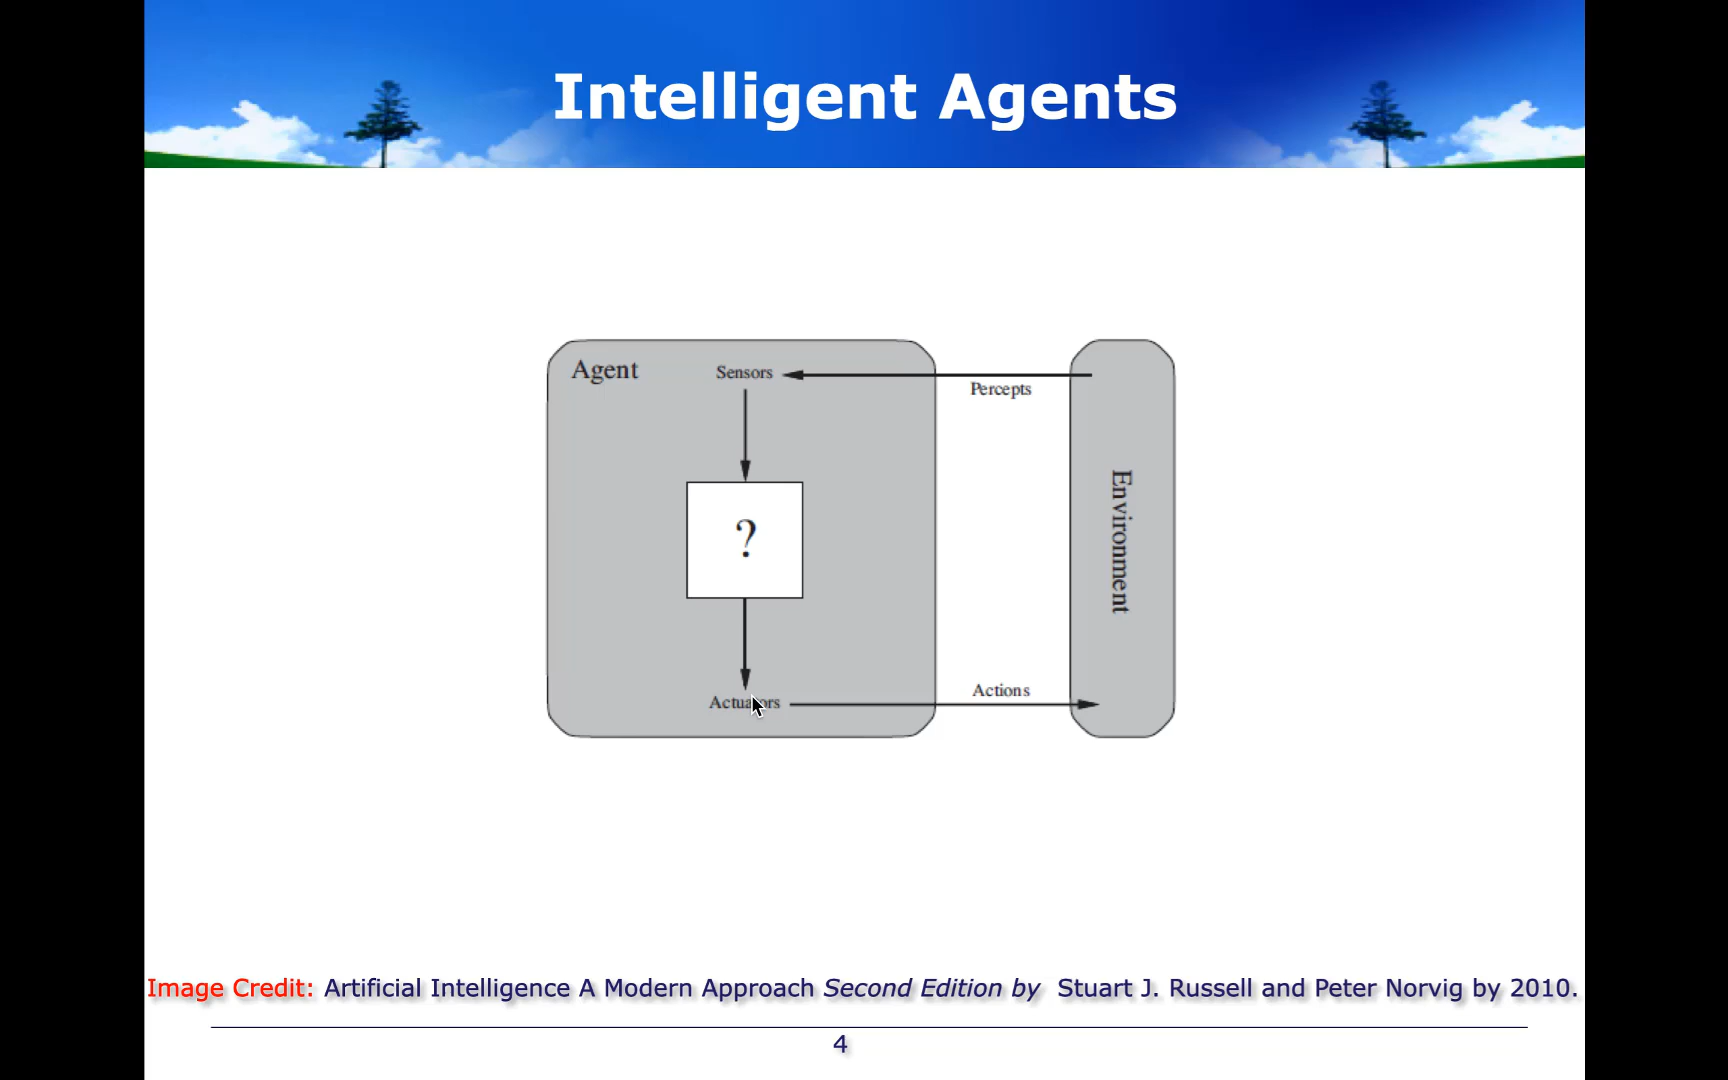 Intelligent Agents
Agent
Sensors
Percepts
?
Environment
Actuators
Actions
Image Credit: Artificial Intelligence A Modern Approach Second Edition by Stuart J. Russell and Peter Norvig by 2010.
4